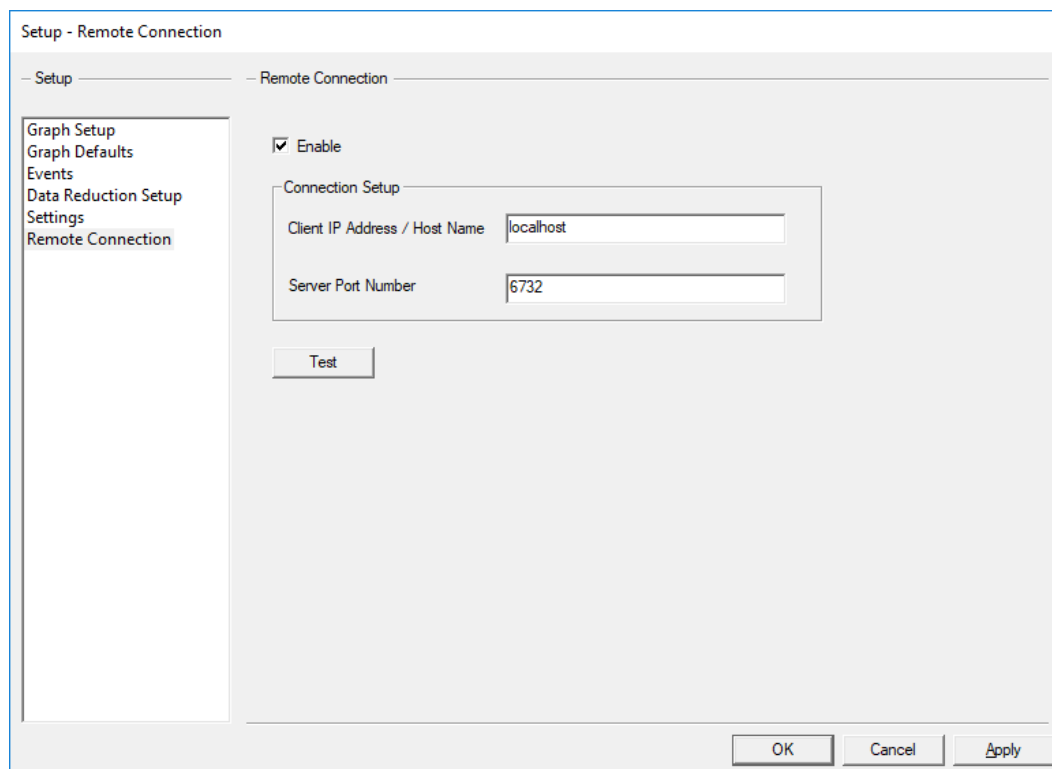 Setup - Remote Connection
Setup
Graph Setup
Graph Defaults
Events
Data Reduction Setup
Settings
Remote Connection
Remote Connection
Enable
Connection Setup
Client IP Address / Host Name
localhost
Server Port Number
6732
Test
OK
Cancel
Apply